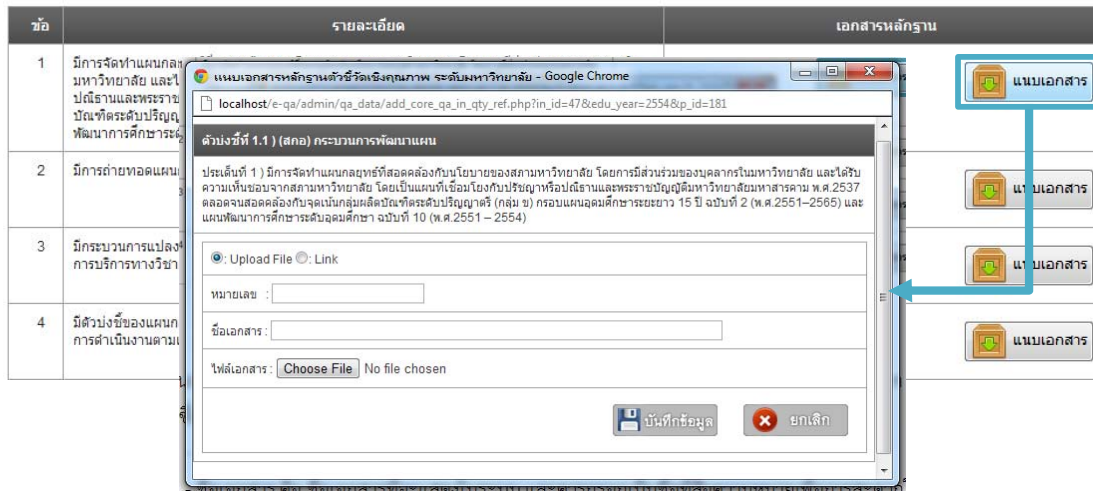 ข้อ รายละเอียด เอกสารหลักฐาน
1 มีการจัดทำแผนกล
มหาวิทยาลัย และไ
ปณิธานและพระราช
บัณฑิตระดับปริญญ
พัฒนาการศึกษาระดั
แนบเอกสาร
2 มีการถ่ายทอดแผน
แนบเอกสาร
3 มีกระบวนการแปลง
การบริการทางวิชา
แนบเอกสาร
4 มีตัวบ่งชี้ของแผนก
การดำเนินงานตาม
แนบเอกสาร
แนบเอกสารหลักฐานตัวชี้วัดเชิงคุณภาพ ระดับมหาวิทยาลัย - Google Chrome
localhost/e-qa/admin/qa_data/add_core_qa_in_qty_ref.php?in_id=47&edu_year=2554&p_id=181
ตัวบ่งชี้ที่ 1.1 ) (สกอ) กระบวนการพัฒนาแผน
ประเด็นที่ 1 ) มีการจัดทำแผนกลยุทธ์ที่สอดคล้องกับนโยบายของสภามหาวิทยาลัย โดยการมีส่วนร่วมของบุคลากรในมหาวิทยาลัย และได้รับ
ความเห็นชอบจากสภามหาวิทยาลัย โดยเป็นแผนที่เชื่อมโยงกับปรัชญาหรือปณิธานและพระราชบัญญัติมหาวิทยาลัยมหาสารคาม พ.ศ.2537
ตลอดจนสอดคล้องกับจุดเน้นกลุ่มผลิตบัณฑิตระดับปริญญาตรี (กลุ่ม ข) กรอบแผนอุดมศึกษาระยะยาว 15 ปี ฉบับที่ 2 (พ.ศ.2551–2565) และ
แผนพัฒนาการศึกษาระดับอุดมศึกษา ฉบับที่ 10 (พ.ศ.2551 – 2554)
: Upload File : Link
หมายเลข :
ชื่อเอกสาร :
ไฟล์เอกสาร : Choose File No file chosen
บันทึกข้อมูล ยกเลิก